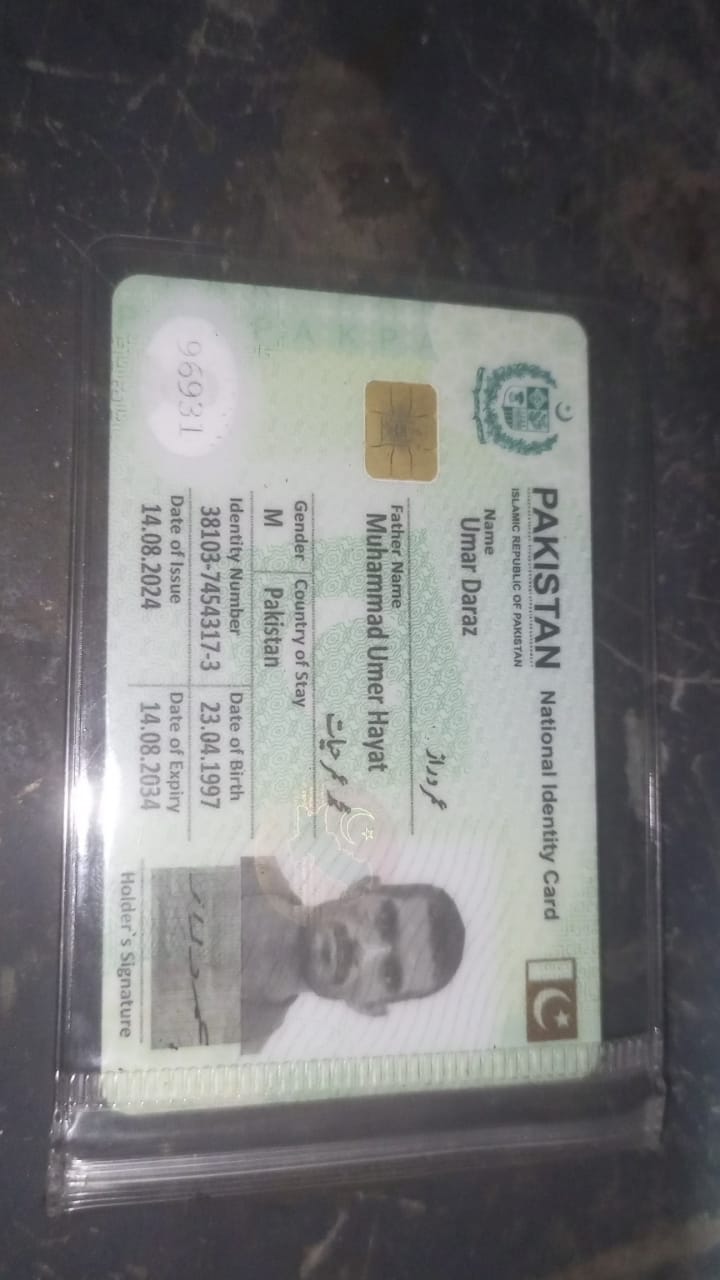 PAKISTAN National Identity Card
ISLAMIC REPUBLIC OF PAKISTAN
Name
Umar Daraz
عمر دراز
Father Name
Muhammad Umer Hayat
محمد عمر حیات
Gender Country of Stay
M Pakistan
Identity Number Date of Birth
38103-7454317-3 23.04.1997
Date of Issue Date of Expiry
14.08.2024 14.08.2034
96931
عمر دراز
Holder`s Signature